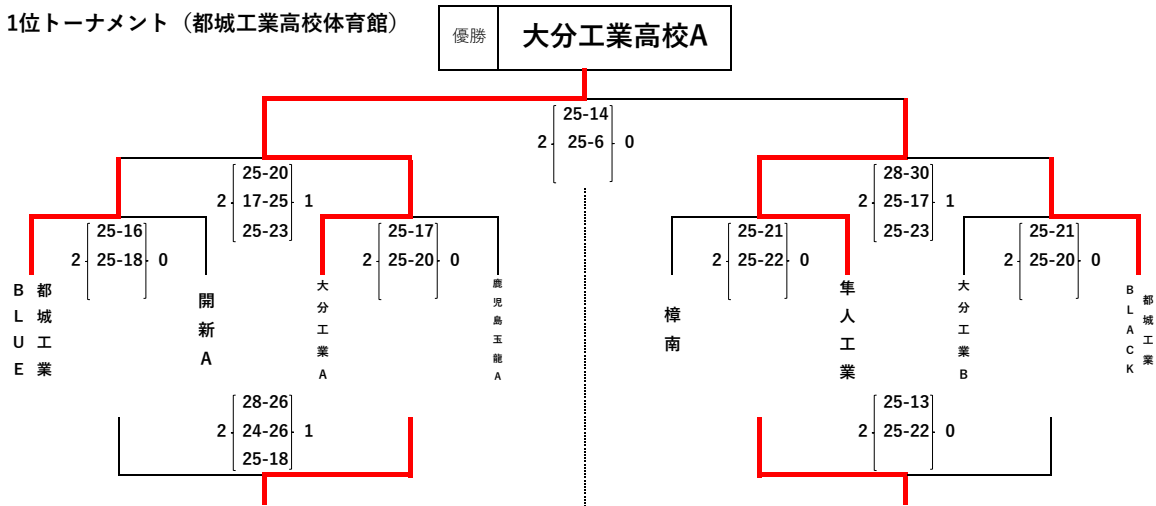 1位トーナメント（都城工業高校体育館）
優勝 大分工業高校A
25-14
2 25-6 0
25-20
2 17-25 1
25-23
28-30
2 25-17 1
25-23
25-16
2 25-18 0
25-17
2 25-20 0
25-21
2 25-22 0
25-21
2 25-20 0
都城工業
BLUE
開新A
大分工業A
鹿児島玉龍A
樟南
隼人工業
大分工業B
都城工業
BLACK
28-26
2 24-26 1
25-18
25-13
2 25-22 0